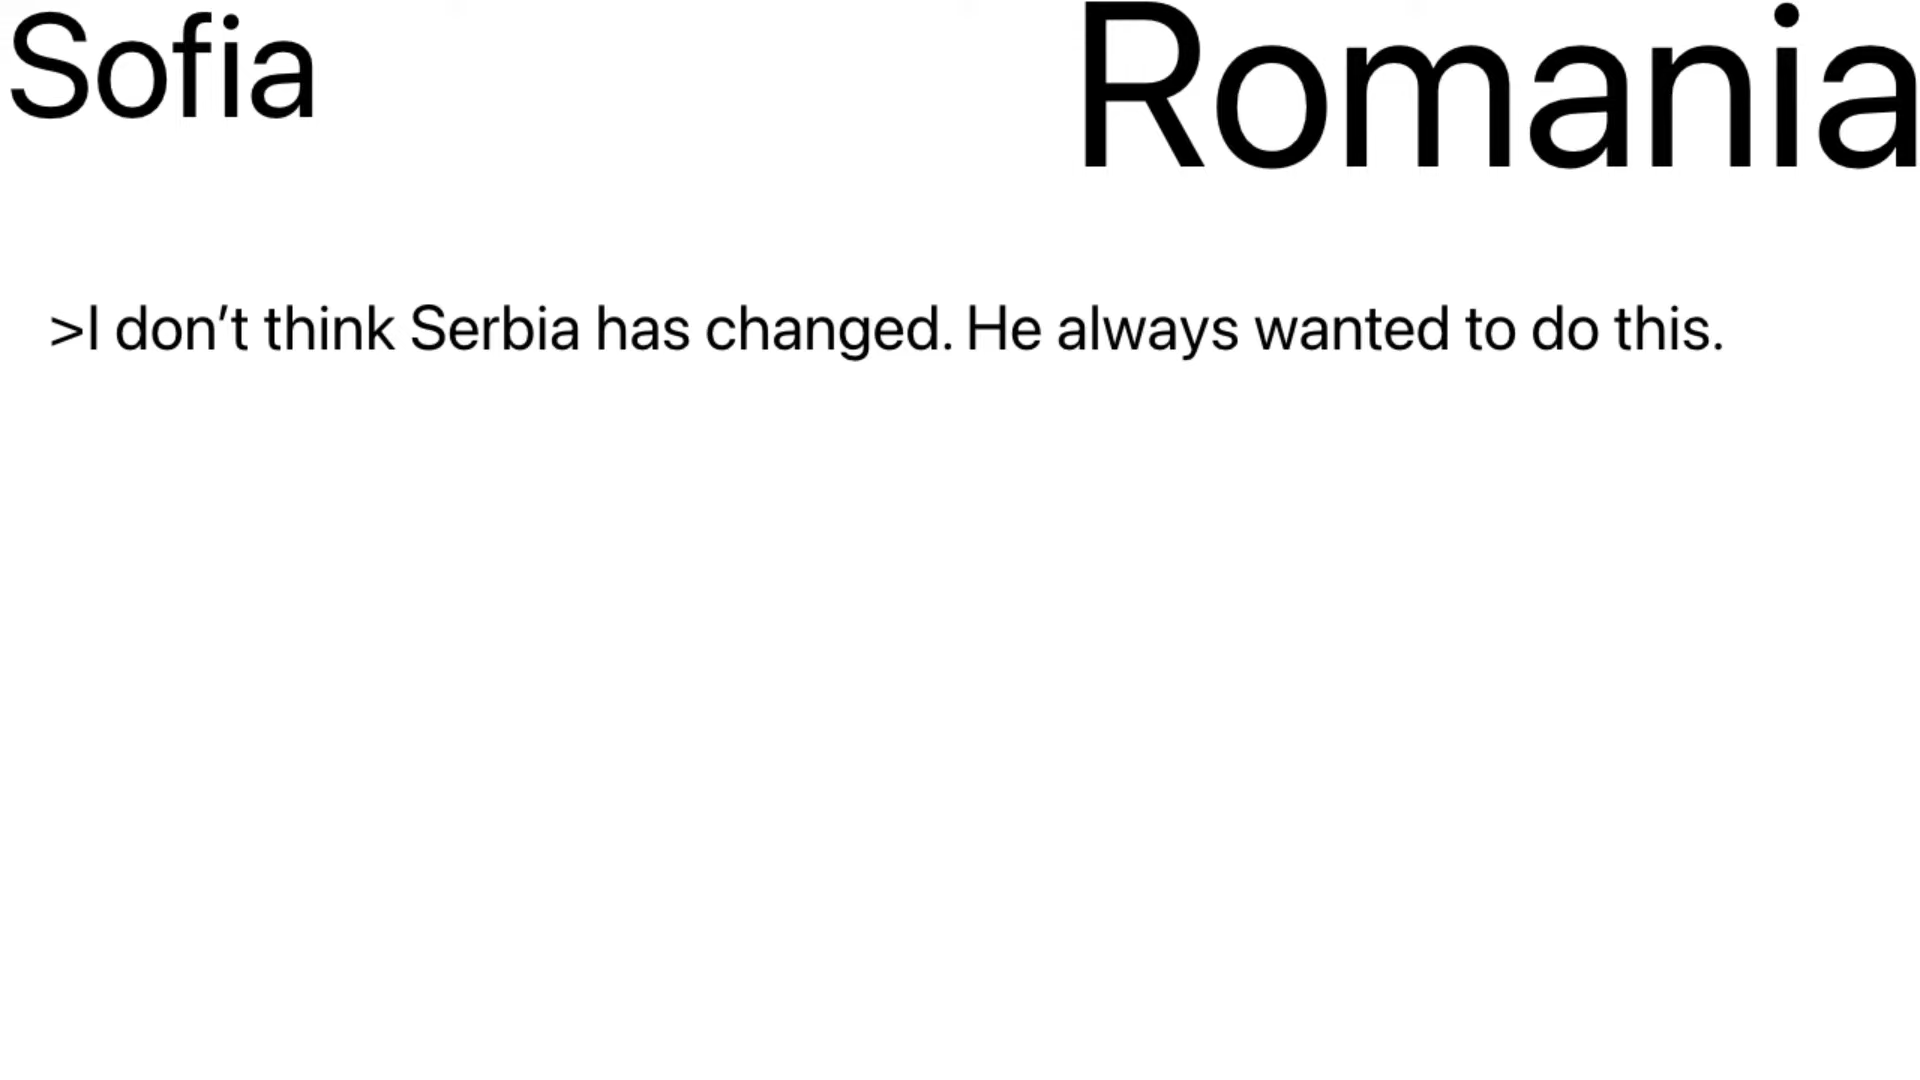 Sofia
Romania
>I don’t think Serbia has changed. He always wanted to do this.